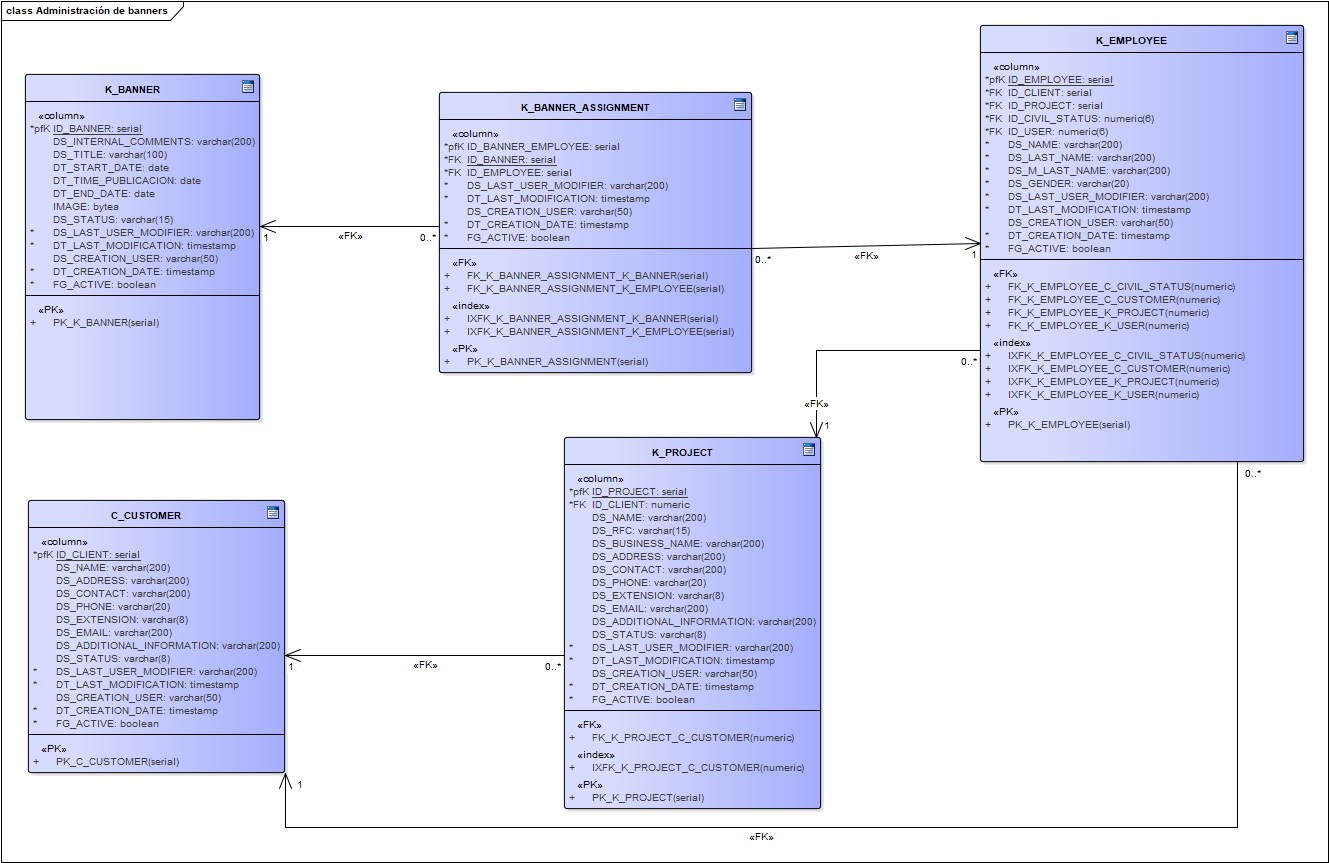 class Administración de banners
K_BANNER
«column»
*pfK ID_BANNER: serial
DS_INTERNAL_COMMENTS: varchar(200)
DS_TITLE: varchar(100)
DT_START_DATE: date
DT_TIME_PUBLICACION: date
DT_END_DATE: date
IMAGE: bytea
DS_STATUS: varchar(15)
* DS_LAST_USER_MODIFIER: varchar(200)
* DT_LAST_MODIFICATION: timestamp
DS_CREATION_USER: varchar(50)
* DT_CREATION_DATE: timestamp
* FG_ACTIVE: boolean
«PK»
+ PK_K_BANNER(serial)
1
«FK»
0..*
K_BANNER_ASSIGNMENT
«column»
*pfK ID_BANNER_EMPLOYEE: serial
*FK ID_BANNER: serial
*FK ID_EMPLOYEE: serial
* DS_LAST_USER_MODIFIER: varchar(200)
* DT_LAST_MODIFICATION: timestamp
DS_CREATION_USER: varchar(50)
* DT_CREATION_DATE: timestamp
* FG_ACTIVE: boolean
«FK»
+ FK_K_BANNER_ASSIGNMENT_K_BANNER(serial)
+ FK_K_BANNER_ASSIGNMENT_K_EMPLOYEE(serial)
«index»
+ IXFK_K_BANNER_ASSIGNMENT_K_BANNER(serial)
+ IXFK_K_BANNER_ASSIGNMENT_K_EMPLOYEE(serial)
«PK»
+ PK_K_BANNER_ASSIGNMENT(serial)
0..*
«FK»
1
K_EMPLOYEE
«column»
*pfK ID_EMPLOYEE: serial
*FK ID_CLIENT: serial
*FK ID_PROJECT: serial
*FK ID_CIVIL_STATUS: numeric(6)
*FK ID_USER: numeric(6)
* DS_NAME: varchar(200)
* DS_LAST_NAME: varchar(200)
* DS_M_LAST_NAME: varchar(200)
* DS_GENDER: varchar(20)
* DS_LAST_USER_MODIFIER: varchar(200)
* DT_LAST_MODIFICATION: timestamp
DS_CREATION_USER: varchar(50)
* DT_CREATION_DATE: timestamp
* FG_ACTIVE: boolean
«FK»
+ FK_K_EMPLOYEE_C_CIVIL_STATUS(numeric)
+ FK_K_EMPLOYEE_C_CUSTOMER(numeric)
+ FK_K_EMPLOYEE_K_PROJECT(numeric)
+ FK_K_EMPLOYEE_K_USER(numeric)
«index»
+ IXFK_K_EMPLOYEE_C_CIVIL_STATUS(numeric)
+ IXFK_K_EMPLOYEE_C_CUSTOMER(numeric)
+ IXFK_K_EMPLOYEE_K_PROJECT(numeric)
+ IXFK_K_EMPLOYEE_K_USER(numeric)
«PK»
+ PK_K_EMPLOYEE(serial)
0..*
«FK»
1
0..*
C_CUSTOMER
«column»
*pfK ID_CLIENT: serial
DS_NAME: varchar(200)
DS_ADDRESS: varchar(200)
DS_CONTACT: varchar(200)
DS_PHONE: varchar(20)
DS_EXTENSION: varchar(8)
DS_EMAIL: varchar(200)
DS_ADDITIONAL_INFORMATION: varchar(200)
DS_STATUS: varchar(8)
* DS_LAST_USER_MODIFIER: varchar(200)
* DT_LAST_MODIFICATION: timestamp
DS_CREATION_USER: varchar(50)
* DT_CREATION_DATE: timestamp
* FG_ACTIVE: boolean
«PK»
+ PK_C_CUSTOMER(serial)
1
«FK»
0..*
K_PROJECT
«column»
*pfK ID_PROJECT: serial
*FK ID_CLIENT: numeric
DS_NAME: varchar(200)
DS_RFC: varchar(15)
DS_BUSINESS_NAME: varchar(200)
DS_ADDRESS: varchar(200)
DS_CONTACT: varchar(200)
DS_PHONE: varchar(20)
DS_EXTENSION: varchar(8)
DS_EMAIL: varchar(200)
DS_ADDITIONAL_INFORMATION: varchar(200)
DS_STATUS: varchar(8)
* DS_LAST_USER_MODIFIER: varchar(200)
* DT_LAST_MODIFICATION: timestamp
DS_CREATION_USER: varchar(50)
* DT_CREATION_DATE: timestamp
* FG_ACTIVE: boolean
«FK»
+ FK_K_PROJECT_C_CUSTOMER(numeric)
«index»
+ IXFK_K_PROJECT_C_CUSTOMER(numeric)
«PK»
+ PK_K_PROJECT(serial)
1
«FK»